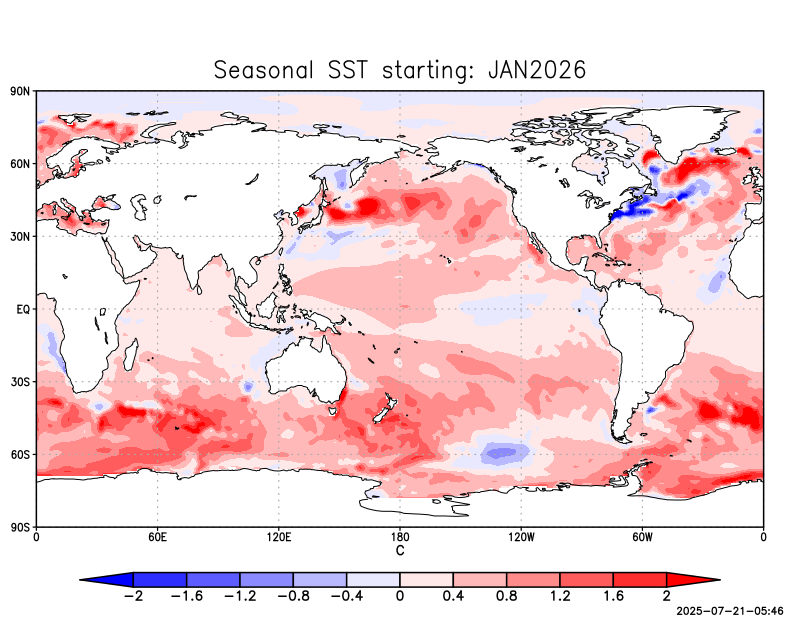 Seasonal SST starting: JAN2026
90N
60N
30N
EQ
30S
60S
90S
0 60E 120E 180 120W 60W 0
C
−2 −1.6 −1.2 −0.8 −0.4 0 0.4 0.8 1.2 1.6 2
2025-07-21-05:46